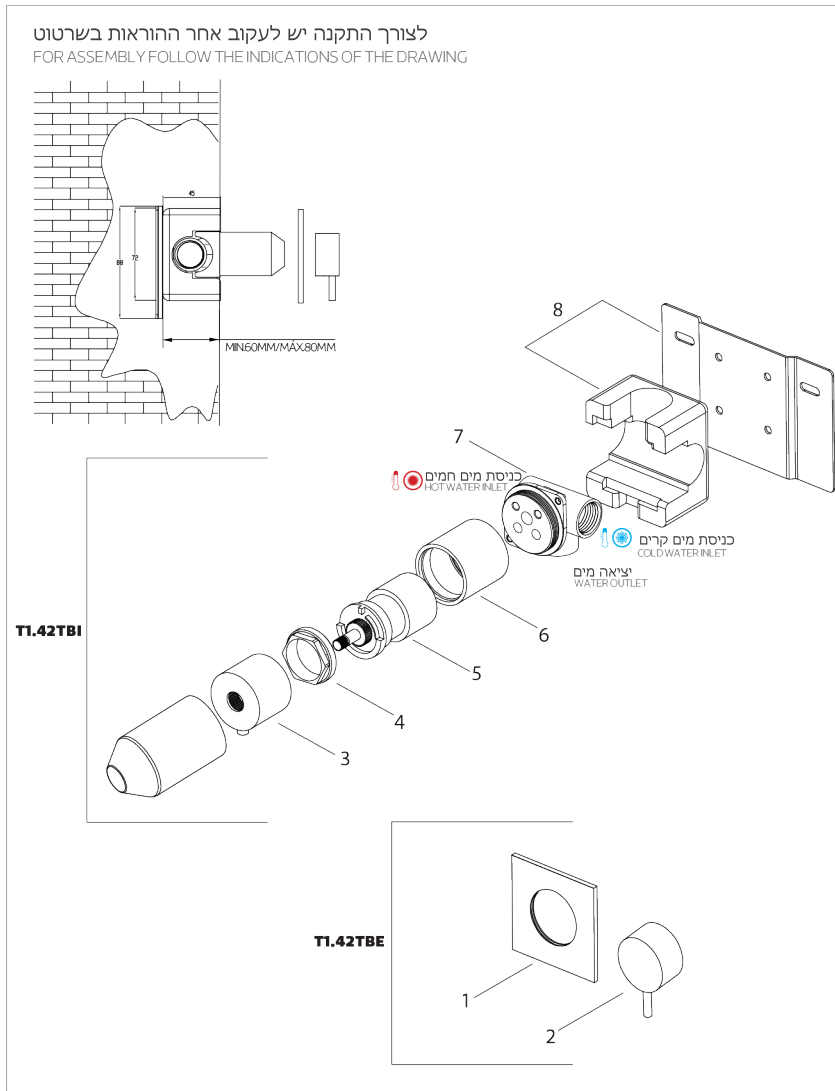 לצורך התקנה יש לעקוב אחר ההוראות בשרטוט
FOR ASSEMBLY FOLLOW THE INDICATIONS OF THE DRAWING
45
88
72
MIN.60MM/MÁX.80MM
8
7
כניסת מים חמים
HOT WATER INLET
כניסת מים קרים
COLD WATER INLET
יציאה מים
WATER OUTLET
6
T1.42TBI
5
4
3
T1.42TBE
1
2